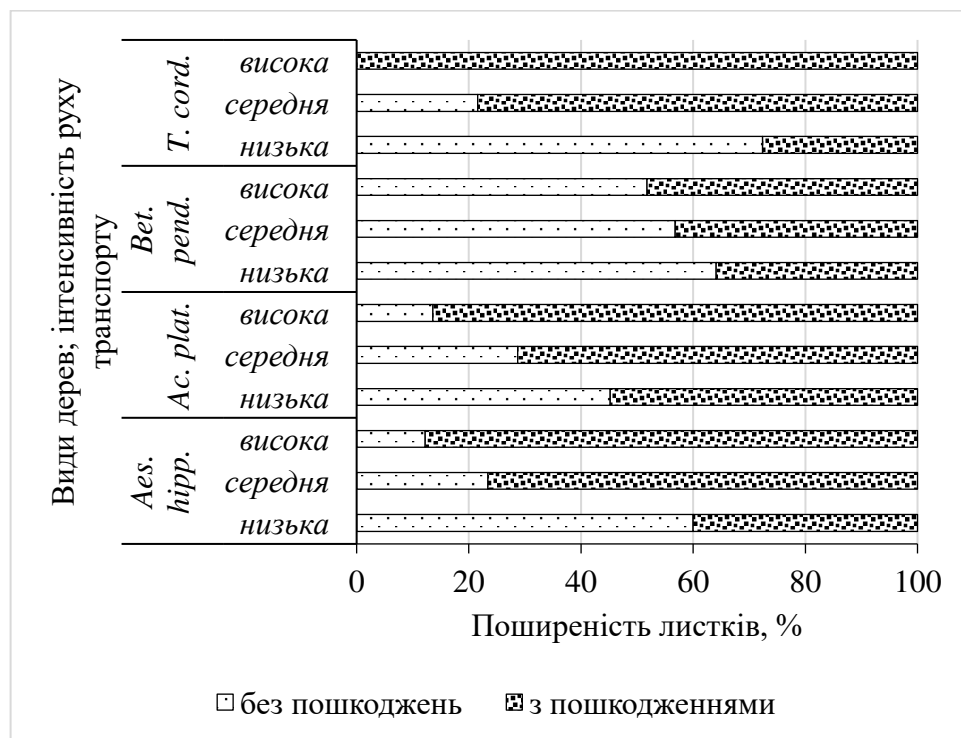 Види дерев; інтенсивність руху
транспорту
T. cord.
висока
середня
низька
Bet.
pend.
висока
середня
низька
Ac. plat.
висока
середня
низька
Aes.
hipp.
висока
середня
низька
0 20 40 60 80 100
Поширеність листків, %
без пошкоджень з пошкодженнями